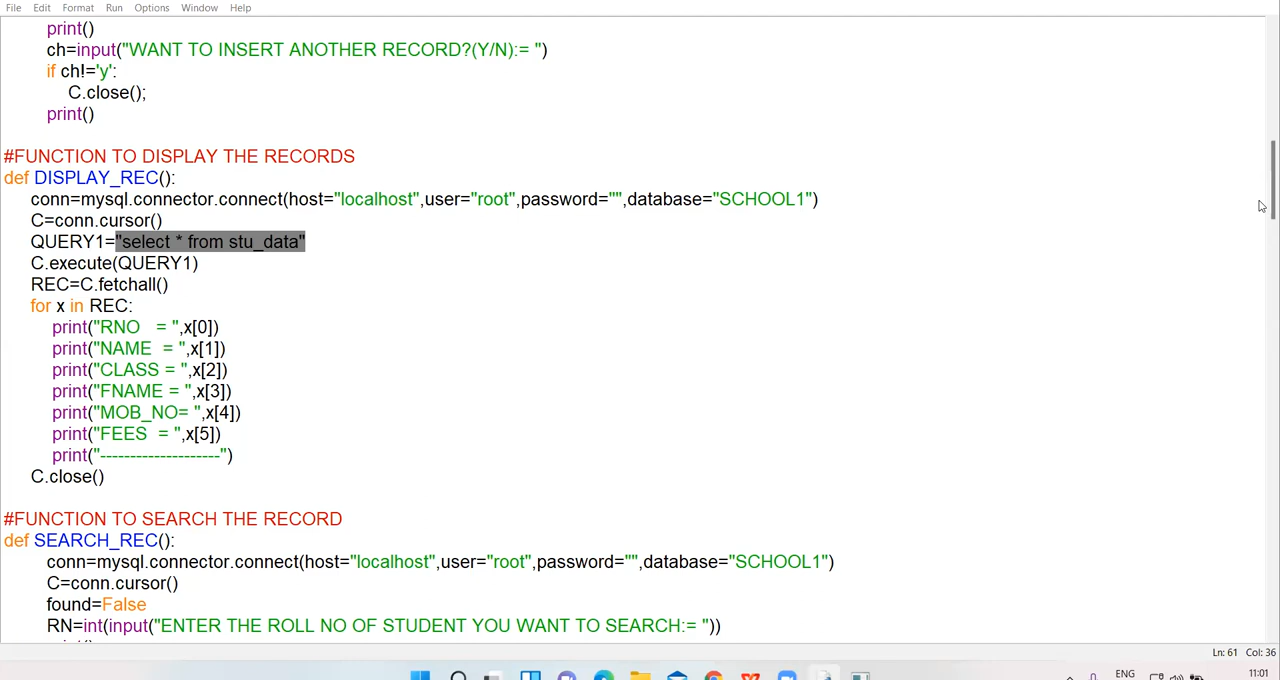 File Edit Format Run Options Window Help
print()
ch=input("WANT TO INSERT ANOTHER RECORD?(Y/N):= ")
if ch!='y':
C.close();
print()
#FUNCTION TO DISPLAY THE RECORDS
def DISPLAY_REC():
conn=mysql.connector.connect(host="localhost",user="root",password="",database="SCHOOL1")
C=conn.cursor()
QUERY1="select * from stu_data"
C.execute(QUERY1)
REC=C.fetchall()
for x in REC:
print("RNO   = ",x[0])
print("NAME  = ",x[1])
print("CLASS = ",x[2])
print("FNAME = ",x[3])
print("MOB_NO= ",x[4])
print("FEES  = ",x[5])
print("--------------------")
C.close()
#FUNCTION TO SEARCH THE RECORD
def SEARCH_REC():
conn=mysql.connector.connect(host="localhost",user="root",password="",database="SCHOOL1")
C=conn.cursor()
found=False
RN=int(input("ENTER THE ROLL NO OF STUDENT YOU WANT TO SEARCH:= "))
Ln: 61 Col: 36
ENG 11:01